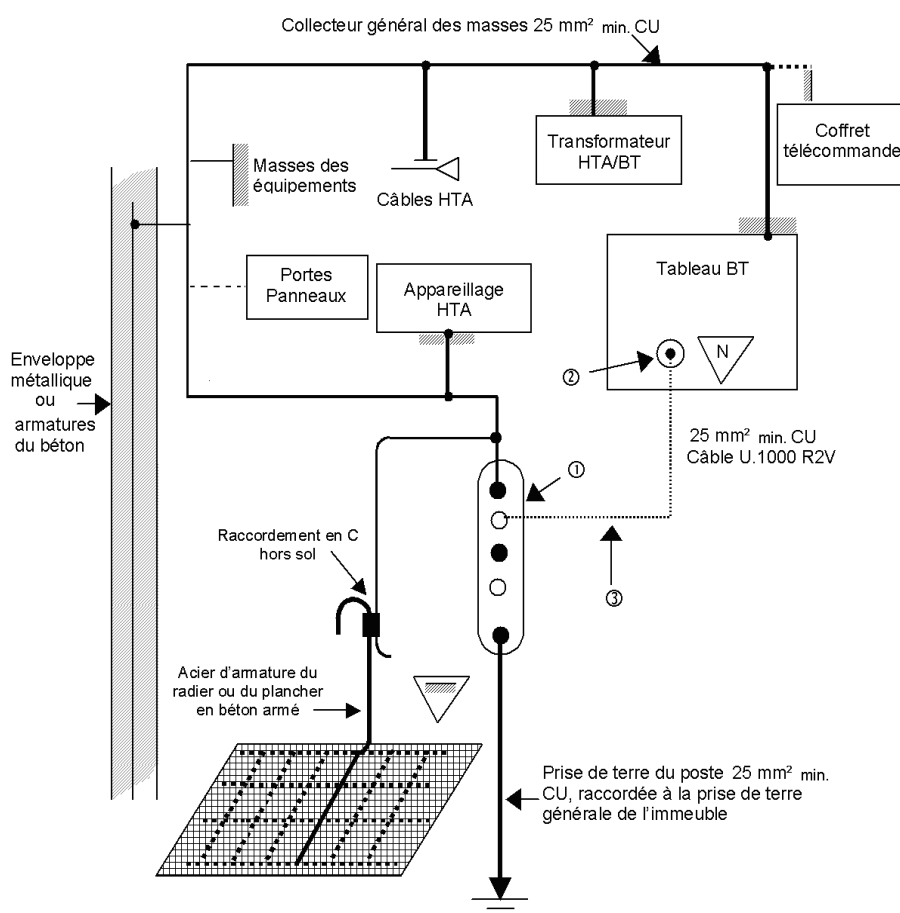 Collecteur général des masses 25 mm² min. CU
Transformateur
HTA/BT
Coffret
télécommande
Masses des
équipements
Câbles HTA
Portes
Panneaux
Appareillage
HTA
Tableau BT
N
②
Enveloppe
métallique
ou
armatures
du béton
25 mm² min. CU
Câble U.1000 R2V
①
Raccordement en C
hors sol
③
Acier d'armature du
radier ou du plancher
en béton armé
Prise de terre du poste 25 mm² min.
CU, raccordée à la prise de terre
générale de l'immeuble